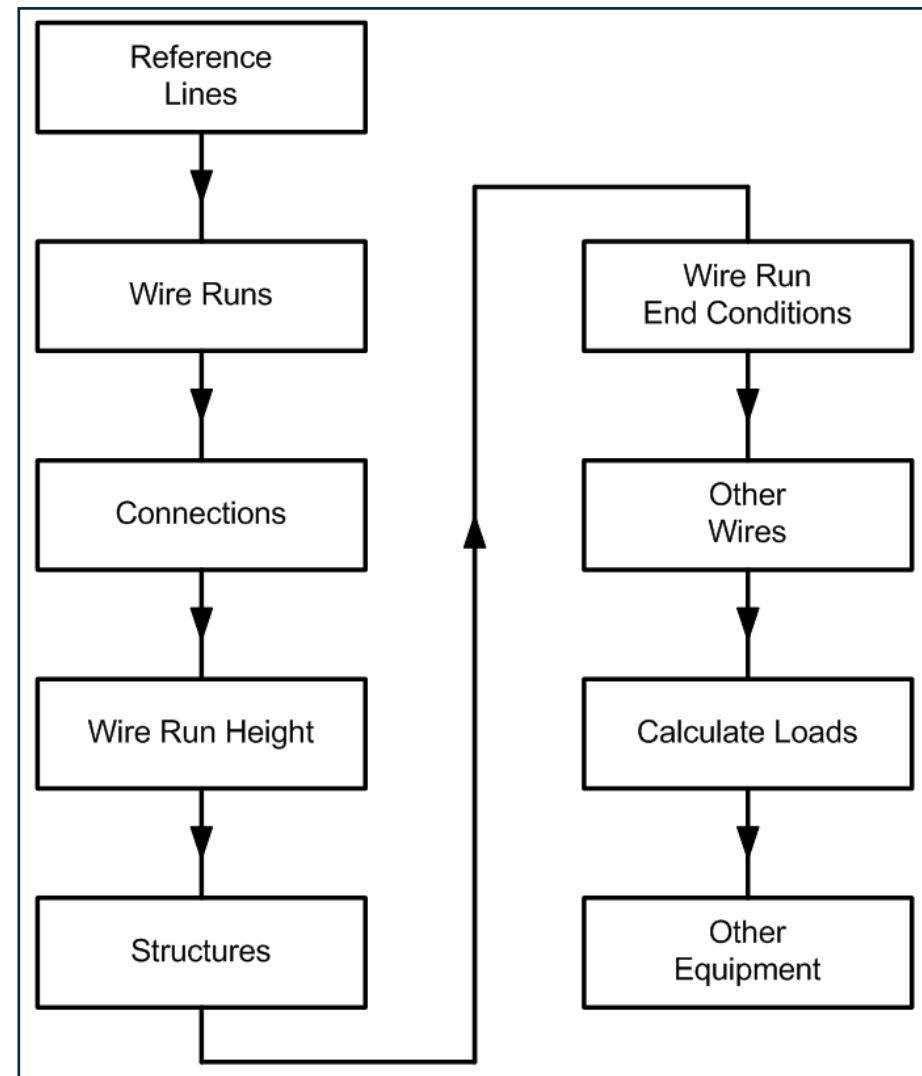 Reference
Lines
Wire Runs
Connections
Wire Run Height
Structures
Wire Run
End Conditions
Other
Wires
Calculate Loads
Other
Equipment